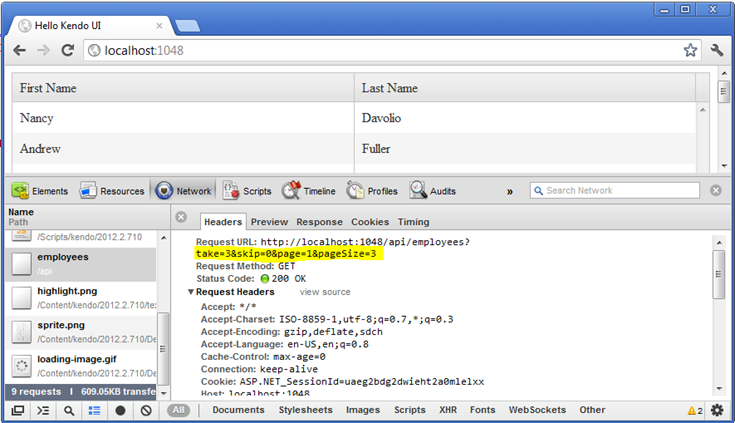 Hello Kendo UI
localhost:1048
First Name Last Name
Nancy Davolio
Andrew Fuller
Elements Resources Network Scripts Timeline Profiles Audits » Search Network
Name
Path
/Scripts/kendo/2012.2.710
employees
/api
highlight.png
/Content/kendo/2012.2.710/te
sprite.png
/Content/kendo/2012.2.710/De
loading-image.gif
/Content/kendo/2012.2.710/De
9 requests | 609.05KB transfe
Headers Preview Response Cookies Timing
Request URL: http://localhost:1048/api/employees?
take=3&skip=0&page=1&pageSize=3
Request Method: GET
Status Code: 200 OK
Request Headers view source
Accept: */*
Accept-Charset: ISO-8859-1,utf-8;q=0.7,*;q=0.3
Accept-Encoding: gzip,deflate,sdch
Accept-Language: en-US,en;q=0.8
Cache-Control: max-age=0
Connection: keep-alive
Cookie: ASP.NET_SessionId=uaeg2bdg2dwieht2a0mlelxx
Host: localhost:1048
All Documents Stylesheets Images Scripts XHR Fonts WebSockets Other 2